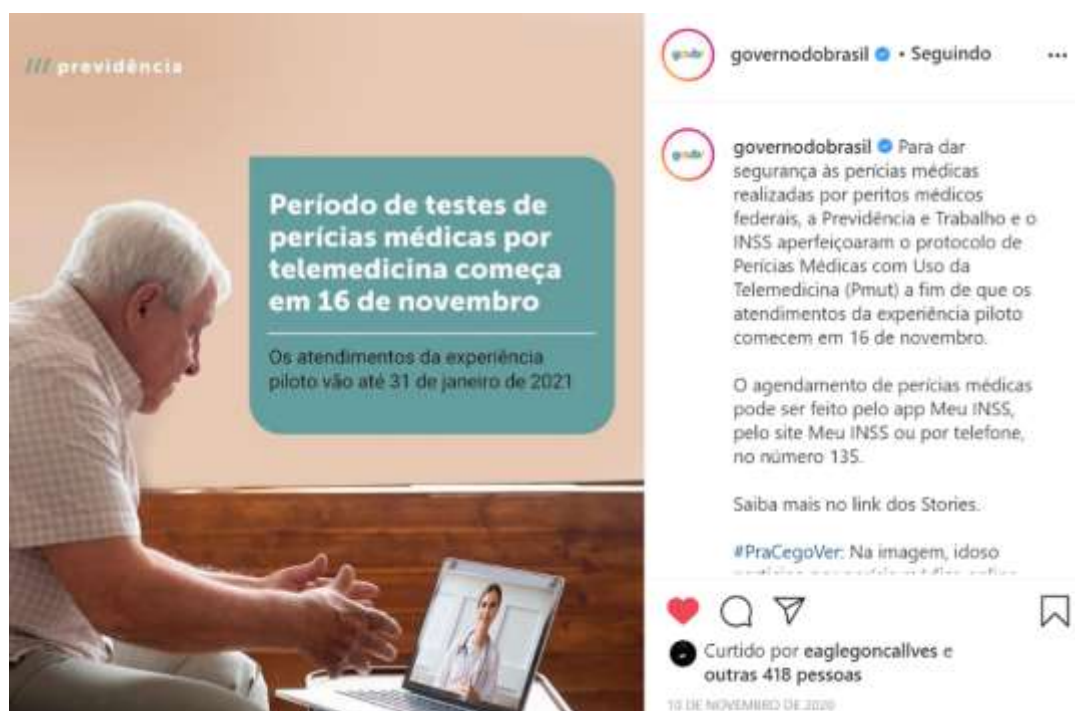 /// previdência
Período de testes de
perícias médicas por
telemedicina começa
em 16 de novembro
Os atendimentos da experiência
piloto vão até 31 de janeiro de 2021
governodobrasil • Seguindo
governodobrasil Para dar
segurança às perícias médicas
realizadas por peritos médicos
federais, a Previdência e Trabalho e o
INSS aperfeiçoaram o protocolo de
Perícias Médicas com Uso da
Telemedicina (Pmut) a fim de que os
atendimentos da experiência piloto
comecem em 16 de novembro.
O agendamento de perícias médicas
pode ser feito pelo app Meu INSS,
pelo site Meu INSS ou por telefone,
no número 135.
Saiba mais no link dos Stories.
#PraCegoVer: Na imagem, idoso
Curtido por eaglegoncallves e
outras 418 pessoas
10 DE NOVEMBRO DE 2020